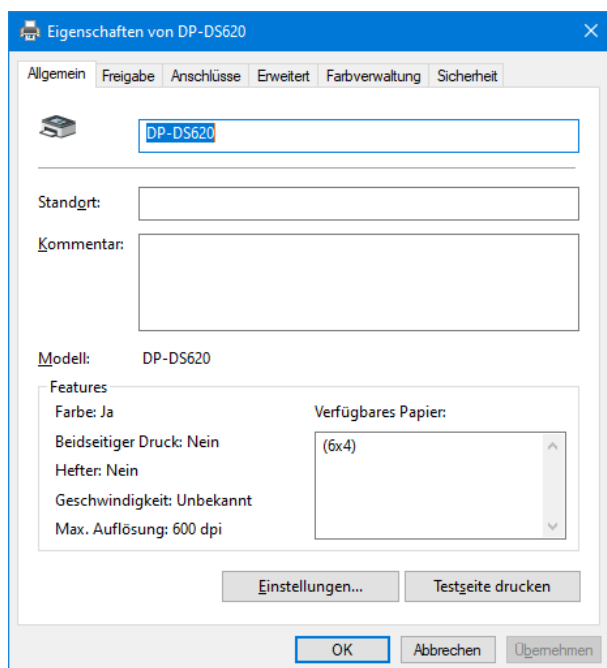 Eigenschaften von DP-DS620
Allgemein Freigabe Anschlüsse Erweitert Farbverwaltung Sicherheit
DP-DS620
Standort:
Kommentar:
Modell: DP-DS620
Features
Farbe: Ja
Verfügbares Papier:
Beidseitiger Druck: Nein
(6x4)
Hefter: Nein
Geschwindigkeit: Unbekannt
Max. Auflösung: 600 dpi
Einstellungen... Testseite drucken
OK Abbrechen Übernehmen